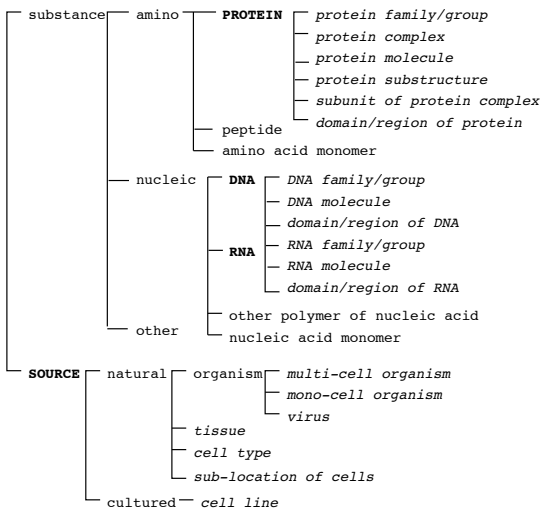 substance amino PROTEIN protein family/group
protein complex
protein molecule
protein substructure
subunit of protein complex
domain/region of protein
peptide
amino acid monomer
nucleic DNA DNA family/group
DNA molecule
domain/region of DNA
RNA RNA family/group
RNA molecule
domain/region of RNA
other polymer of nucleic acid
other nucleic acid monomer
SOURCE natural organism multi-cell organism
mono-cell organism
virus
tissue
cell type
sub-location of cells
cultured cell line